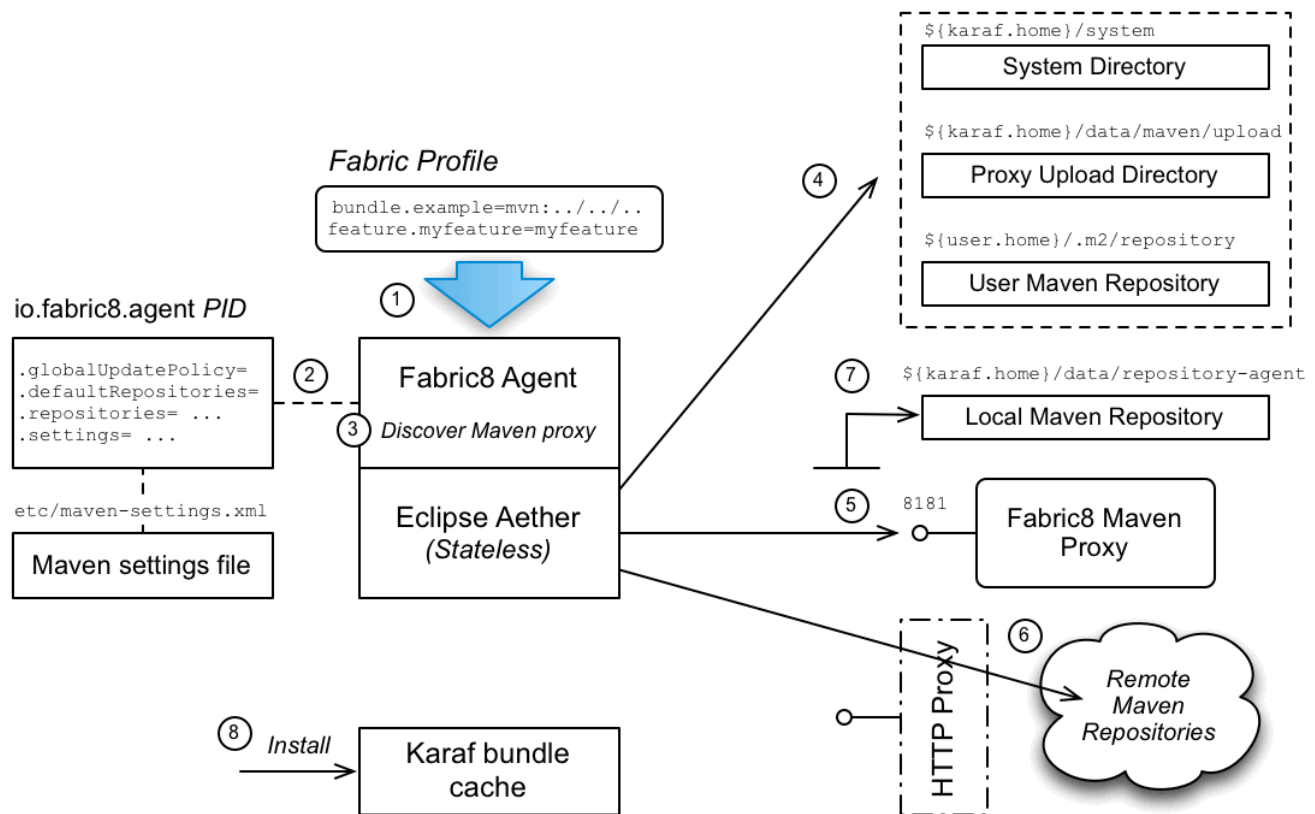 ${karaf.home}/system
System Directory
${karaf.home}/data/maven/upload
Proxy Upload Directory
${user.home}/.m2/repository
User Maven Repository
4
Fabric Profile
bundle.example=mvn:../../..
feature.myfeature=myfeature
1
io.fabric8.agent PID
.globalUpdatePolicy=
.defaultRepositories=
.repositories= ...
.settings= ...
2
Fabric8 Agent
3
Discover Maven proxy
7
${karaf.home}/data/repository-agent
Local Maven Repository
etc/maven-settings.xml
Maven settings file
Eclipse Aether
(Stateless)
5
8181
Fabric8 Maven
Proxy
HTTP Proxy
6
Remote
Maven
Repositories
8
Install
Karaf bundle
cache